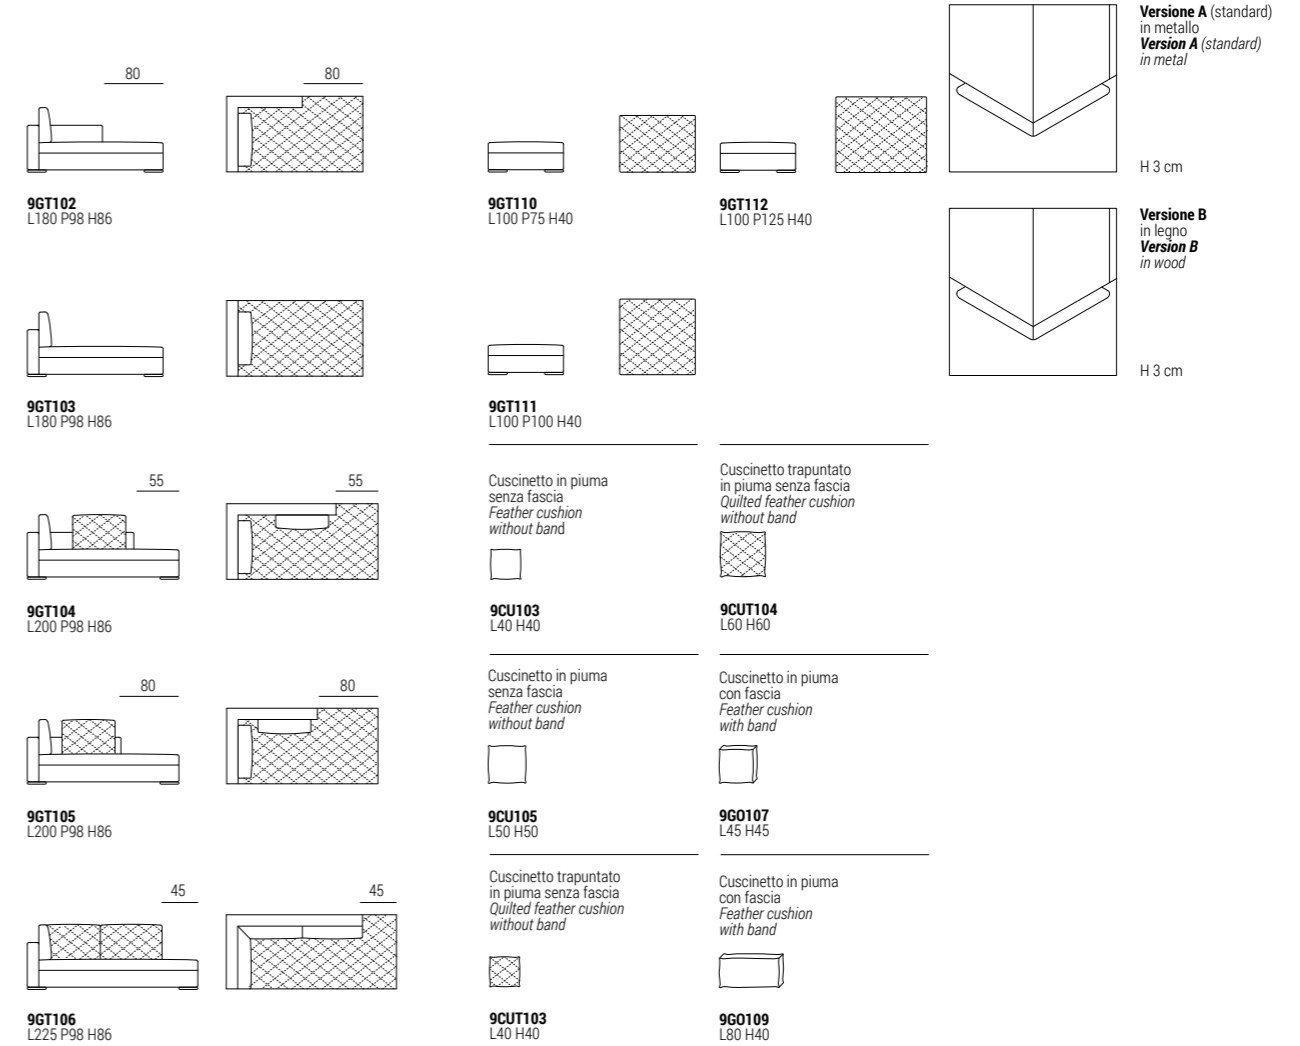 80
80
9GT102
L180 P98 H86
9GT103
L180 P98 H86
55
55
9GT104
L200 P98 H86
80
80
9GT105
L200 P98 H86
45
45
9GT106
L225 P98 H86
9GT110
L100 P75 H40
9GT112
L100 P125 H40
9GT111
L100 P100 H40
Cuscinetto in piuma
senza fascia
Feather cushion
without band
9CU103
L40 H40
Cuscinetto trapuntato
in piuma senza fascia
Quilted feather cushion
without band
9CUT104
L60 H60
Cuscinetto in piuma
senza fascia
Feather cushion
without band
9CU105
L50 H50
Cuscinetto in piuma
con fascia
Feather cushion
with band
9GO107
L45 H45
Cuscinetto trapuntato
in piuma senza fascia
Quilted feather cushion
without band
9CUT103
L40 H40
Cuscinetto in piuma
con fascia
Feather cushion
with band
9GO109
L80 H40
Versione A (standard)
in metallo
Version A (standard)
in metal
H 3 cm
Versione B
in legno
Version B
in wood
H 3 cm